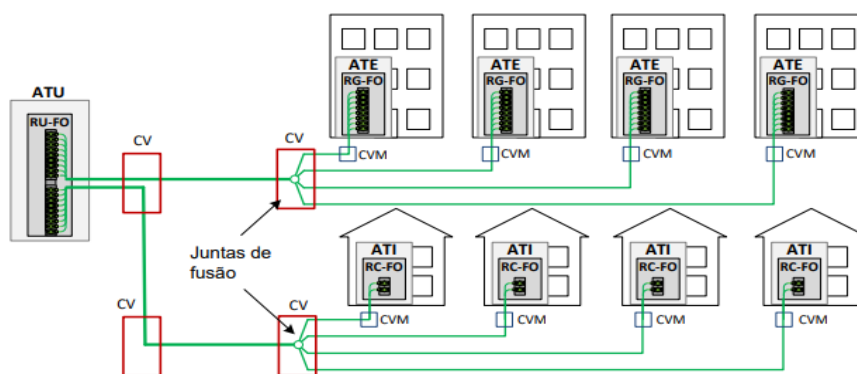 ATE
RG-FO
ATE
RG-FO
ATE
RG-FO
ATE
RG-FO
ATU
RU-FO
CV
CV
CVM
CVM
CVM
CVM
Juntas de
fusão
ATI
RC-FO
ATI
RC-FO
ATI
RC-FO
ATI
RC-FO
CV
CV
CVM
CVM
CVM
CVM